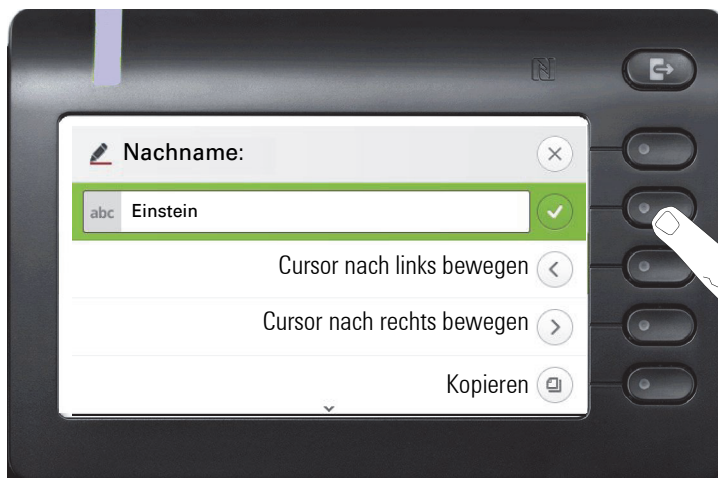 Nachname:
abc Einstein
Cursor nach links bewegen
Cursor nach rechts bewegen
Kopieren